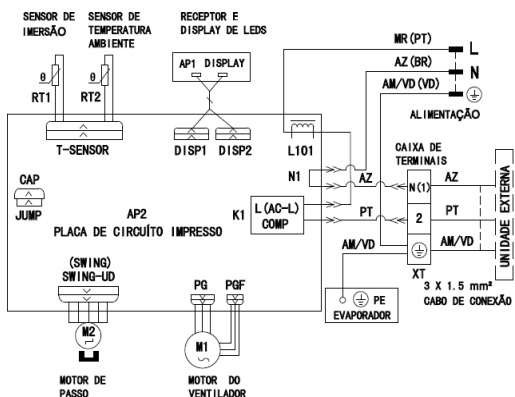 SENSOR DE
IMERSÃO
SENSOR DE
TEMPERATURA
AMBIENTE
RECEPTOR E
DISPLAY DE LEDS
MR(PT)
L
AZ(BR)
N
AM/VD(VD)
ALIMENTAÇÃO
θ
RT1
θ
RT2
AP1 DISPLAY
T-SENSOR
DISP1
DISP2
L101
CAIXA DE
TERMINAIS
N1
AZ
N(1)
AZ
CAP
JUMP
AP2
PLACA DE CIRCUÍTO IMPRESSO
K1
L(AC-L)
COMP
PT
2
PT
AM/VD
AM/VD
UNIDADE EXTERNA
XT
(SWING)
SWING-UD
PG
PGF
PE
EVAPORADOR
3 X 1.5 mm²
CABO DE CONEXÃO
M2
M1
MOTOR DE
PASSO
MOTOR DO
VENTILADOR